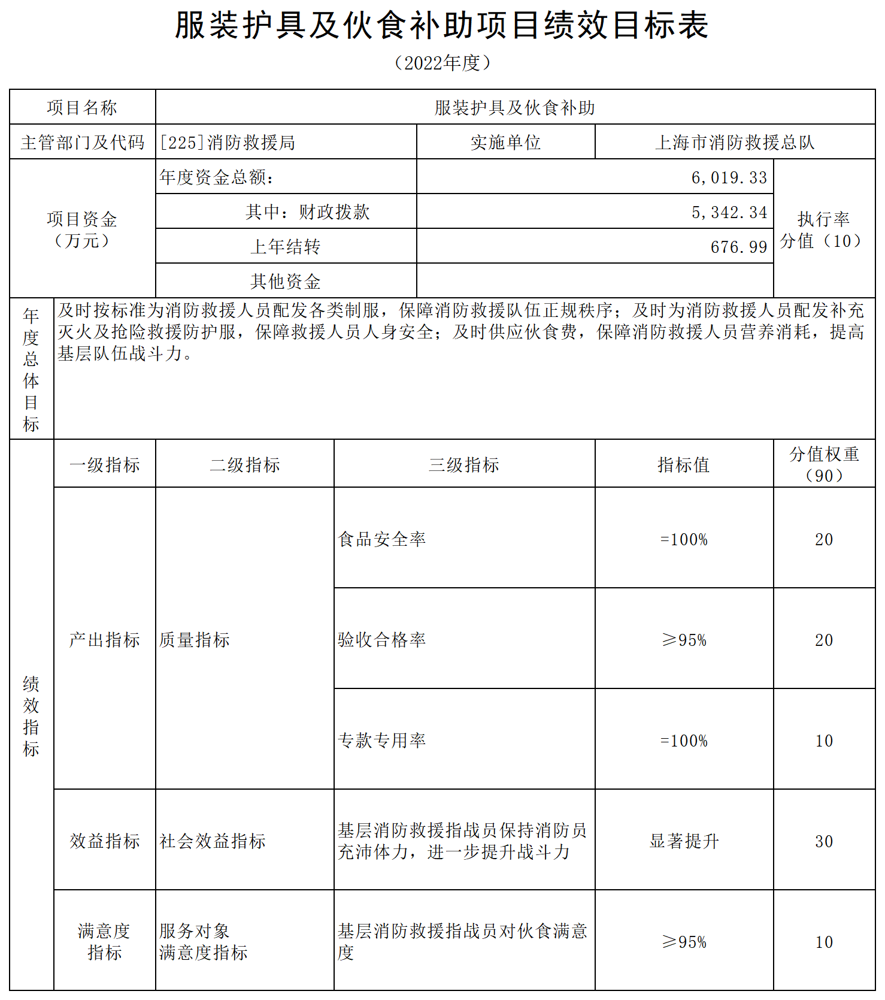 服装护具及伙食补助项目绩效目标表
（2022年度）
项目名称
服装护具及伙食补助
主管部门及代码
[225]消防救援局
实施单位
上海市消防救援总队
项目资金
（万元）
年度资金总额：
6,019.33
其中：财政拨款
5,342.34
上年结转
676.99
其他资金
执行率
分值（10）
年度总体目标
及时按标准为消防救援人员配发各类制服，保障消防救援队伍正规秩序；及时为消防救援人员配发补充
灭火及抢险救援防护服，保障救援人员人身安全；及时供应伙食费，保障消防救援人员营养消耗，提高
基层队伍战斗力。
绩效指标
一级指标
二级指标
三级指标
指标值
分值权重
（90）
产出指标
质量指标
食品安全率
=100%
20
验收合格率
≥95%
20
专款专用率
=100%
10
效益指标
社会效益指标
基层消防救援指战员保持消防员
充沛体力，进一步提升战斗力
显著提升
30
满意度
指标
服务对象
满意度指标
基层消防救援指战员对伙食满意
度
≥95%
10